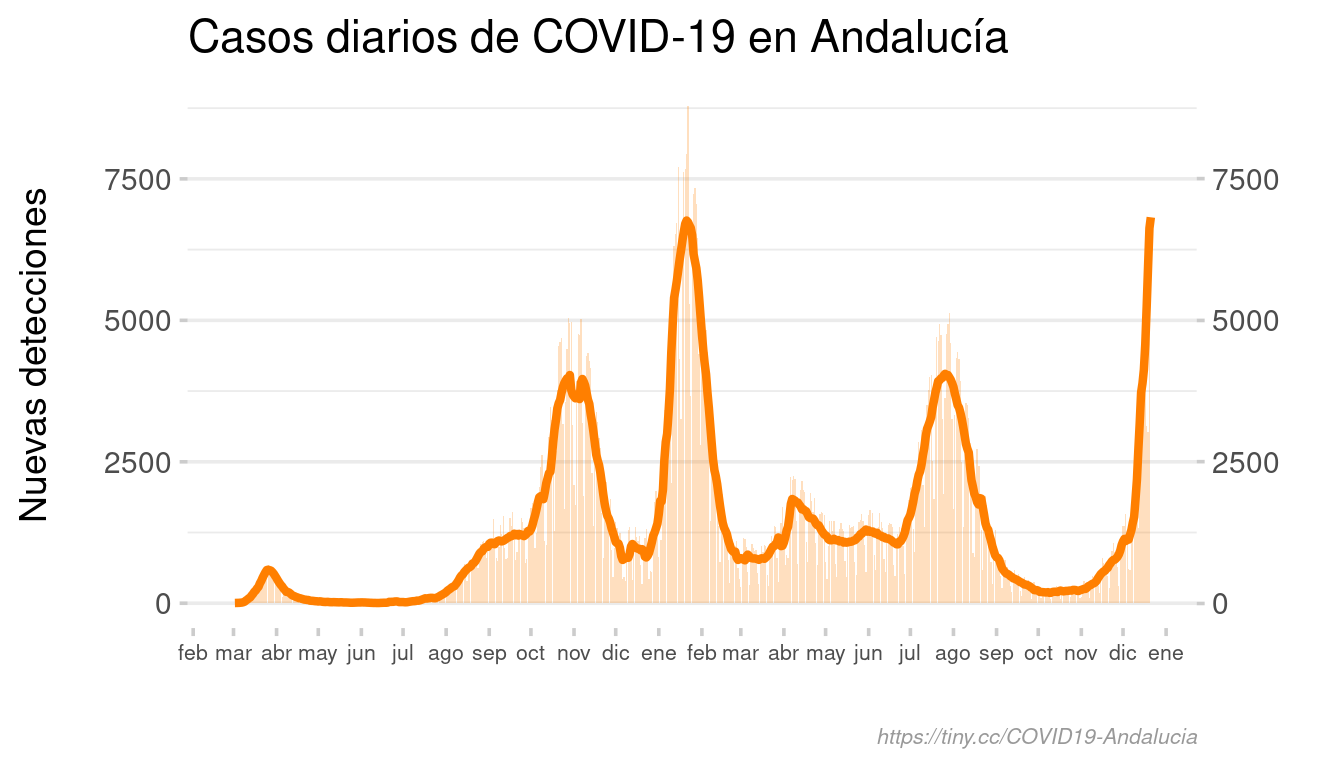 Casos diarios de COVID-19 en Andalucía
Nuevas detecciones
7500 7500
5000 5000
2500 2500
0 0
feb mar abr may jun jul ago sep oct nov dic ene feb mar abr may jun jul ago sep oct nov dic ene
https://tiny.cc/COVID19-Andalucia